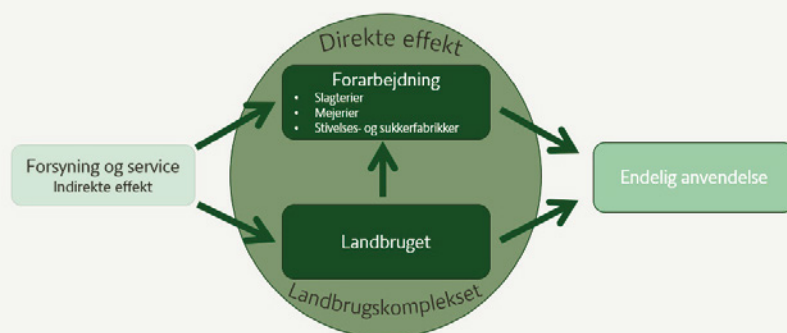 Direkte effekt
Forarbejdning
• Slagterier
• Mejerier
• Stivelses- og sukkerfabrikker
Forsyning og service
Indirekte effekt
Endelig anvendelse
Landbruget
Landbrugskomplekset